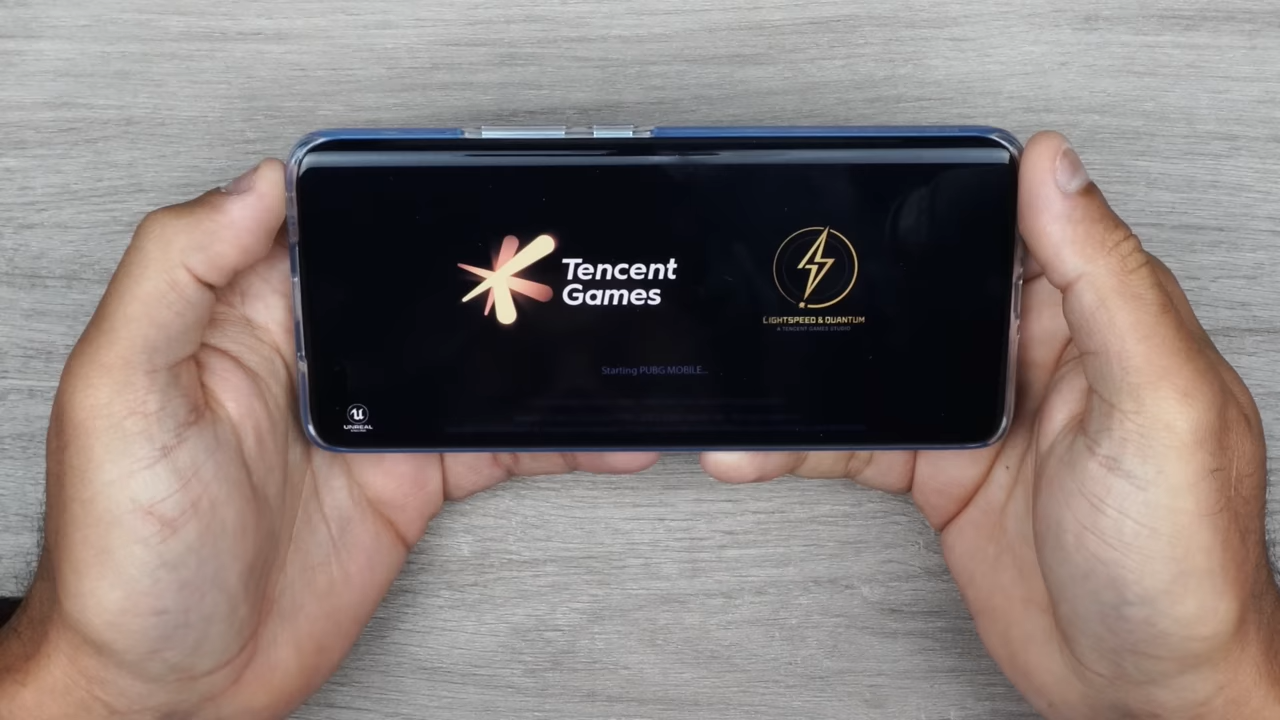 Tencent
Games
LIGHTSPEED & QUANTUM
A TENCENT GAMES STUDIO
Starting PUBG MOBILE...
UNREAL